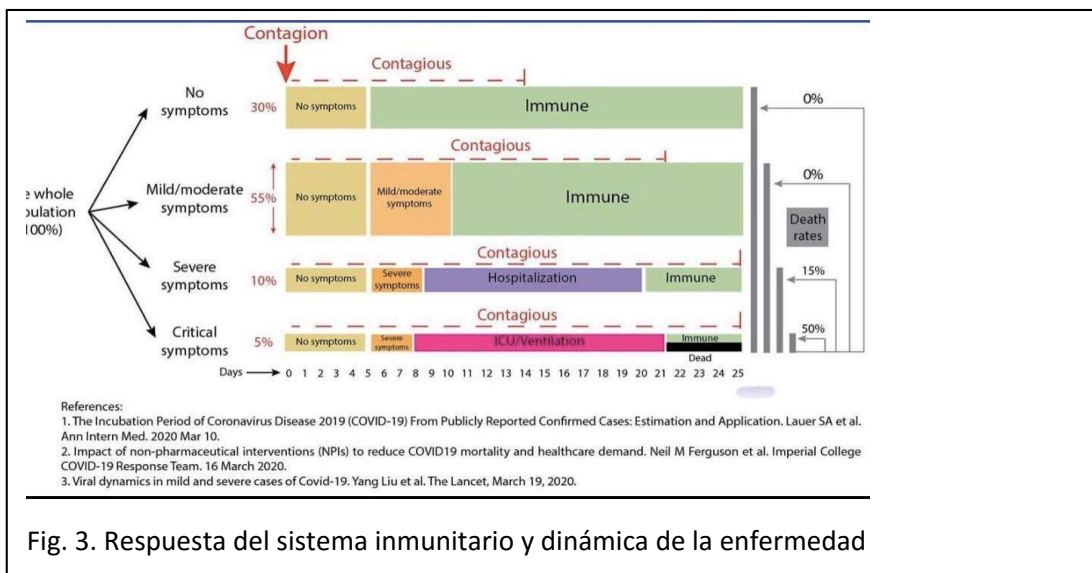 Contagion
Contagious
No symptoms
30%
No symptoms
Immune
0%
Contagious
Mild/moderate symptoms
55%
No symptoms
Mild/moderate symptoms
Immune
0%
e whole
pulation
100%)
Death rates
Contagious
Severe symptoms
10%
No symptoms
Severe symptoms
Hospitalization
Immune
15%
Contagious
Critical symptoms
5%
No symptoms
Severe symptoms
ICU/Ventilation
Immune
Dead
50%
Days 0 1 2 3 4 5 6 7 8 9 10 11 12 13 14 15 16 17 18 19 20 21 22 23 24 25
References:
1. The Incubation Period of Coronavirus Disease 2019 (COVID-19) From Publicly Reported Confirmed Cases: Estimation and Application. Lauer SA et al.
Ann Intern Med. 2020 Mar 10.
2. Impact of non-pharmaceutical interventions (NPIs) to reduce COVID19 mortality and healthcare demand. Neil M Ferguson et al. Imperial College
COVID-19 Response Team. 16 March 2020.
3. Viral dynamics in mild and severe cases of Covid-19. Yang Liu et al. The Lancet, March 19, 2020.
Fig. 3. Respuesta del sistema inmunitario y dinámica de la enfermedad